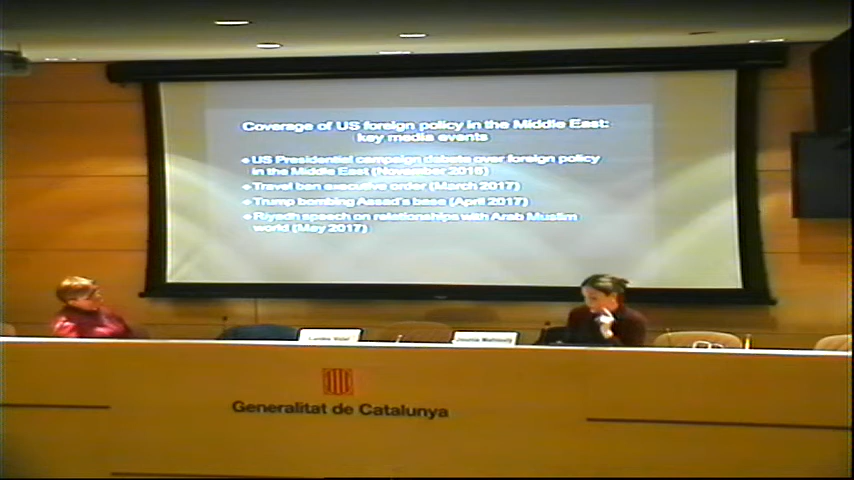 Coverage of US foreign policy in the Middle East:
key media events
US Presidential campaign debate over foreign policy
in the Middle East (November 2016)
Travel ban executive order (March 2017)
Trump bombing Assad's base (April 2017)
Riyadh speech on relationships with Arab Muslim
world (May 2017)
Generalitat de Catalunya